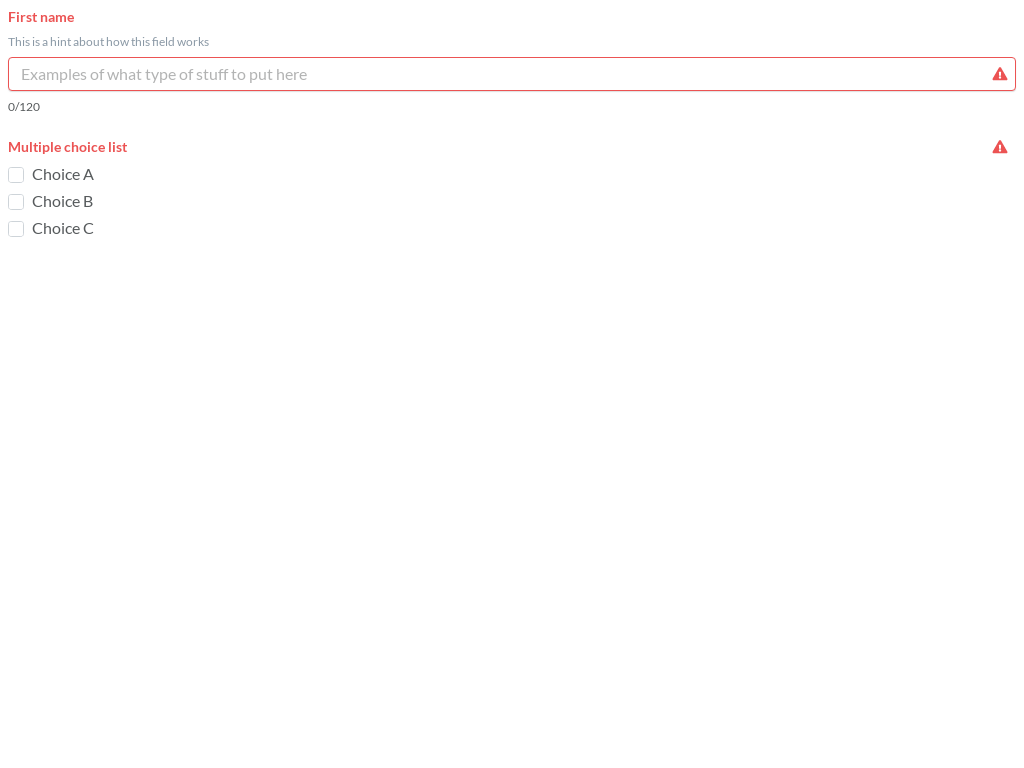 First name
This is a hint about how this field works
Examples of what type of stuff to put here
0/120
Multiple choice list
Choice A
Choice B
Choice C